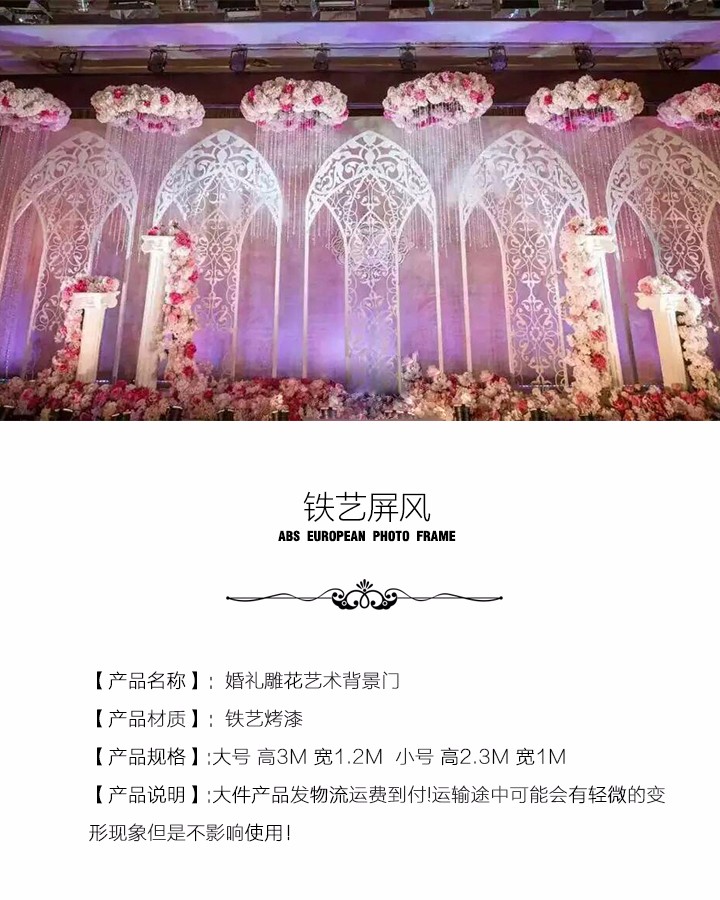 铁艺屏风
ABS EUROPEAN PHOTO FRAME
【产品名称】: 婚礼雕花艺术背景门
【产品材质】: 铁艺烤漆
【产品规格】:大号 高3M 宽1.2M 小号 高2.3M 宽1M
【产品说明】:大件产品发物流运费到付!运输途中可能会有轻微的变
形现象但是不影响使用!